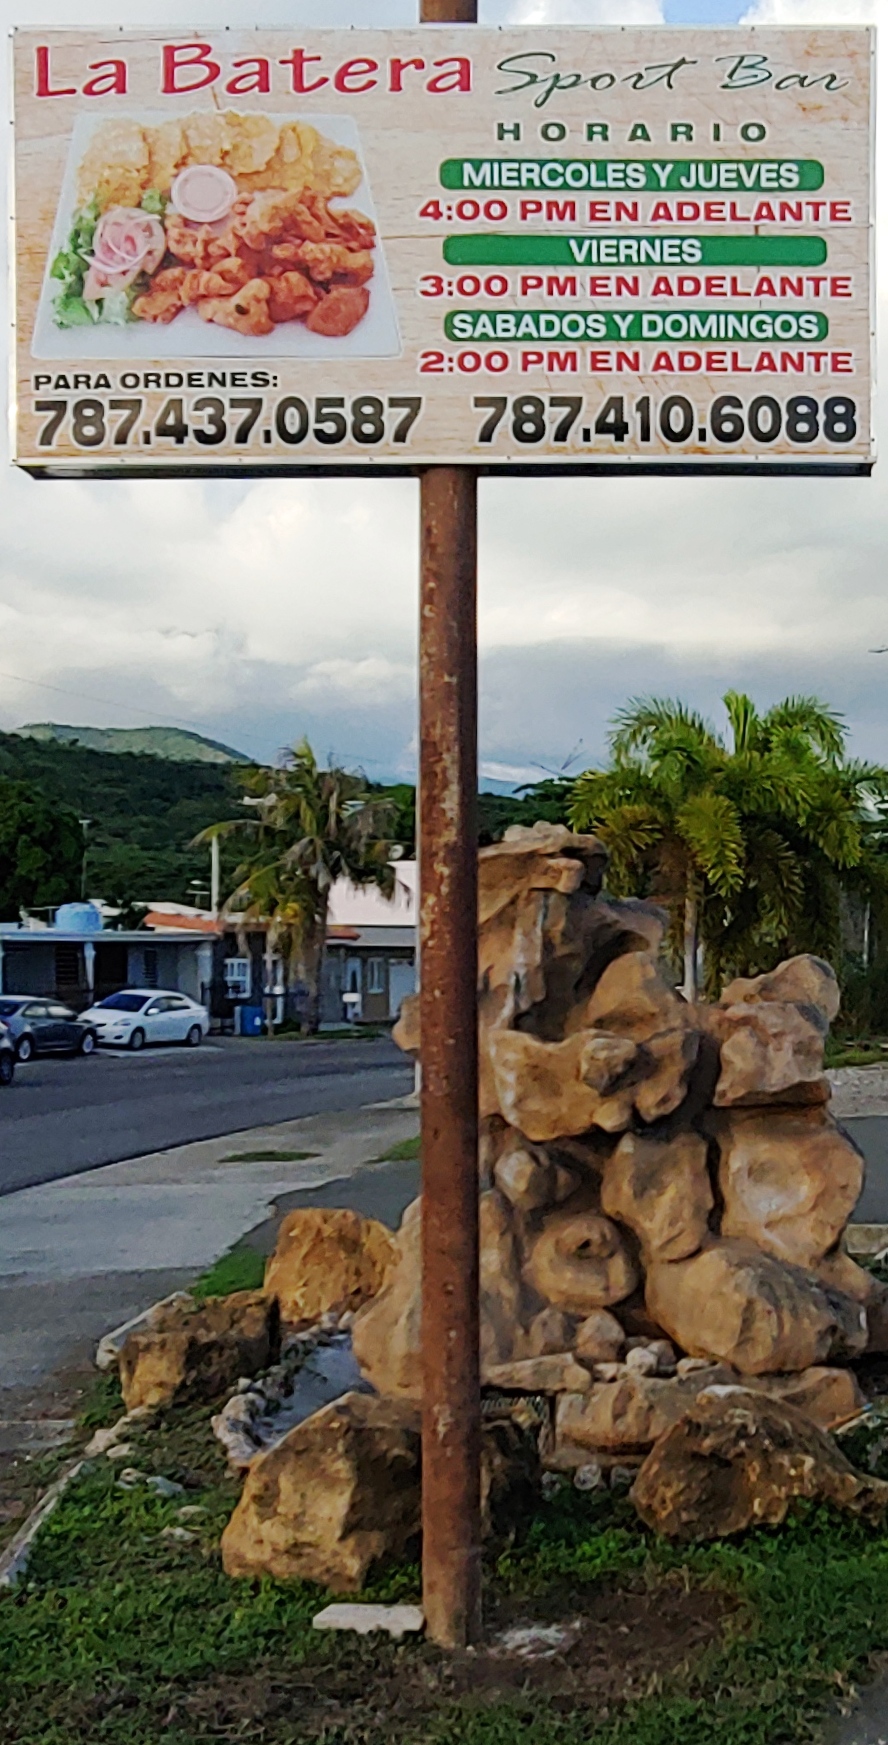 La Batera Sport Bar
HORARIO
MIERCOLES Y JUEVES
4:00 PM EN ADELANTE
VIERNES
3:00 PM EN ADELANTE
SABADOS Y DOMINGOS
2:00 PM EN ADELANTE
PARA ORDENES:
787.437.0587 787.410.6088